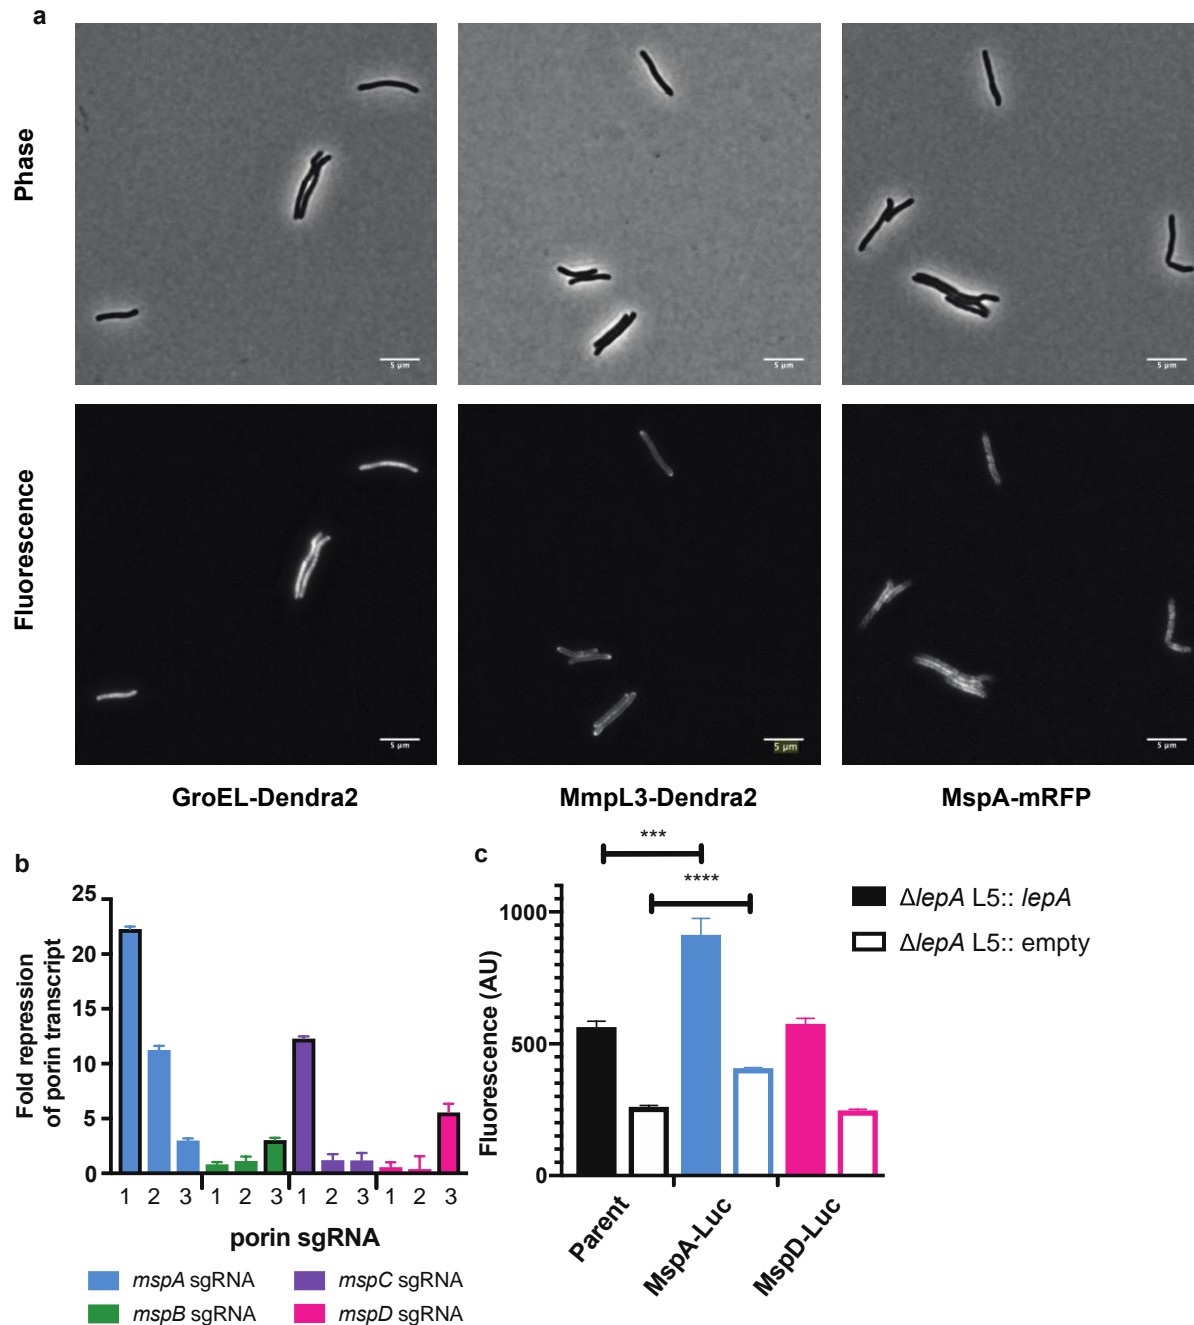 a
Phase
5 µm
5 µm
5 µm
Fluorescence
5 µm
5 µm
5 µm
GroEL-Dendra2
MmpL3-Dendra2
MspA-mRFP
b
Fold repression
of porin transcript
25
20
15
10
5
0
1 2 3 1 2 3 1 2 3 1 2 3
porin sgRNA
mspA sgRNA
mspB sgRNA
mspC sgRNA
mspD sgRNA
c
***
****
Fluorescence (AU)
1000
500
0
Parent
MspA-Luc
MspD-Luc
ΔlepA L5:: lepA
ΔlepA L5:: empty